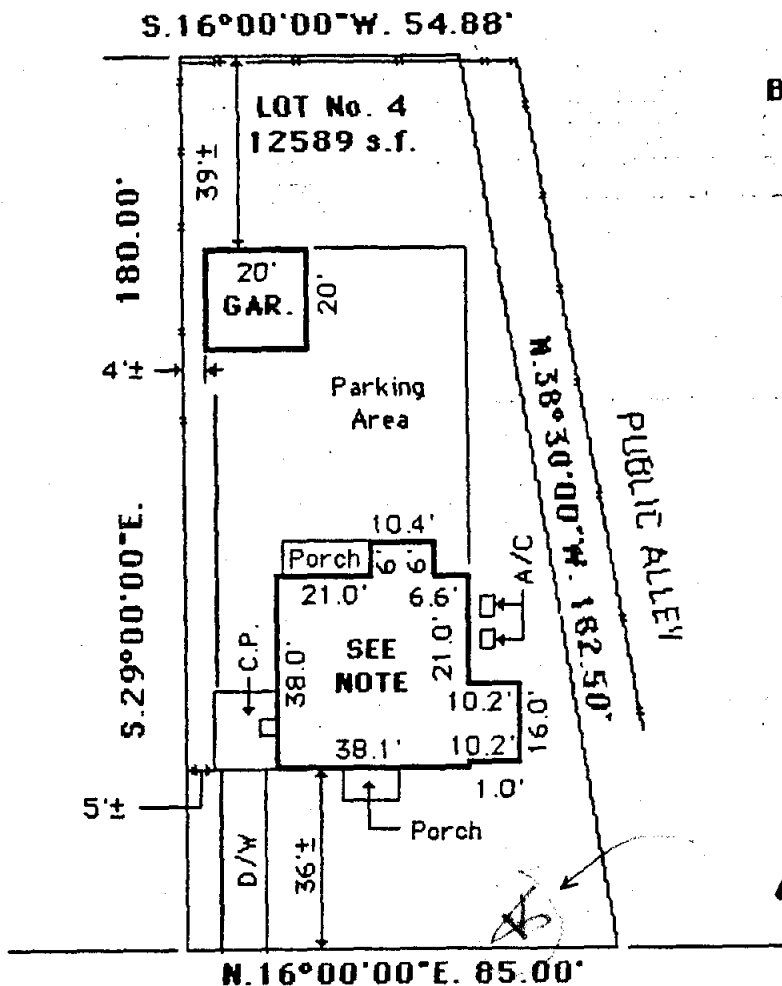 S.16°00'00"W. 54.88'
B
LOT No. 4
12589 s.f.
39'±
180.00'
20'
GAR.
20'
4'±
Parking
Area
N.38°30'00"W. 182.50'
PUBLIC ALLEY
10.4'
Porch
6'
6'
A/C
21.0'
6.6'
S.29°00'00"E.
C.P.
38.0'
SEE
NOTE
21.0'
10.2'
16.0'
38.1'
10.2'
1.0'
5'±
Porch
D/W
36'±
N.16°00'00"E. 85.00'